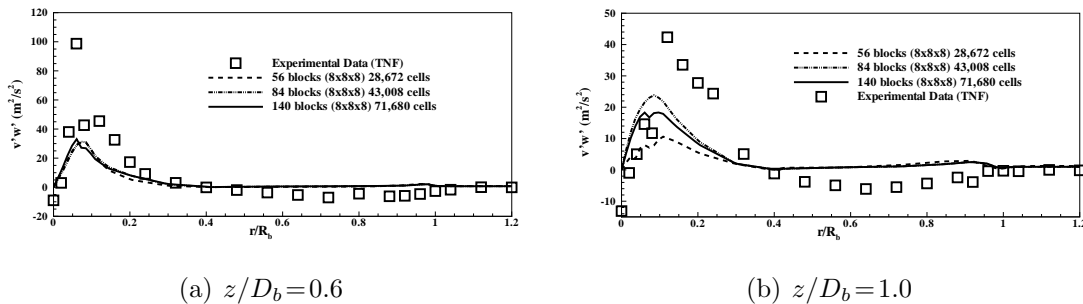 120
100
80
60
40
20
0
-20
v'w' (m²/s²)
Experimental Data (TNF)
56 blocks (8x8x8) 28,672 cells
84 blocks (8x8x8) 43,008 cells
140 blocks (8x8x8) 71,680 cells
0 0.2 0.4 0.6 0.8 1 1.2
r/R_b
(a) z/D_b=0.6
50
40
30
20
10
0
-10
v'w' (m²/s²)
56 blocks (8x8x8) 28,672 cells
84 blocks (8x8x8) 43,008 cells
140 blocks (8x8x8) 71,680 cells
Experimental Data (TNF)
0 0.2 0.4 0.6 0.8 1 1.2
r/R_b
(b) z/D_b=1.0